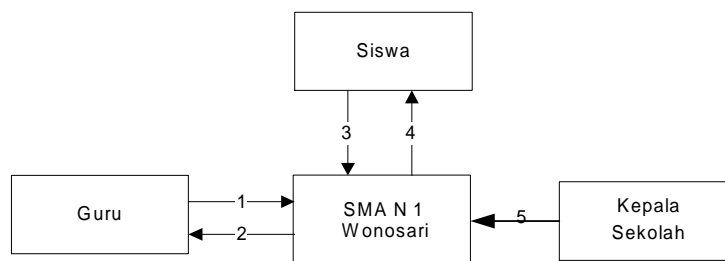 Siswa
3
4
Guru
1
2
SMA N 1
Wonosari
5
Kepala
Sekolah